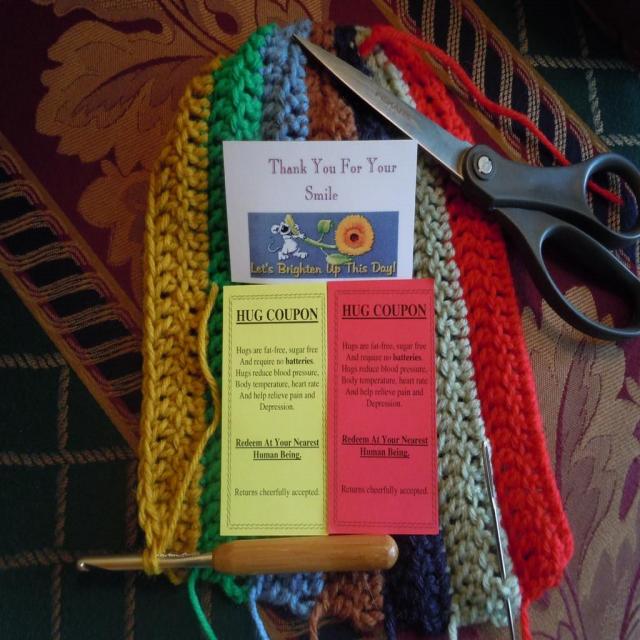 Thank You For Your
Smile
Let's Brighten Up This Day!
HUG COUPON
Hugs are fat-free, sugar free
And require no batteries.
Hugs reduce blood pressure,
Body temperature, heart rate
And help relieve pain and
Depression.
Redeem At Your Nearest
Human Being.
Returns cheerfully accepted.
HUG COUPON
Hugs are fat-free, sugar free
And require no batteries.
Hugs reduce blood pressure,
Body temperature, heart rate
And help relieve pain and
Depression.
Redeem At Your Nearest
Human Being.
Returns cheerfully accepted.